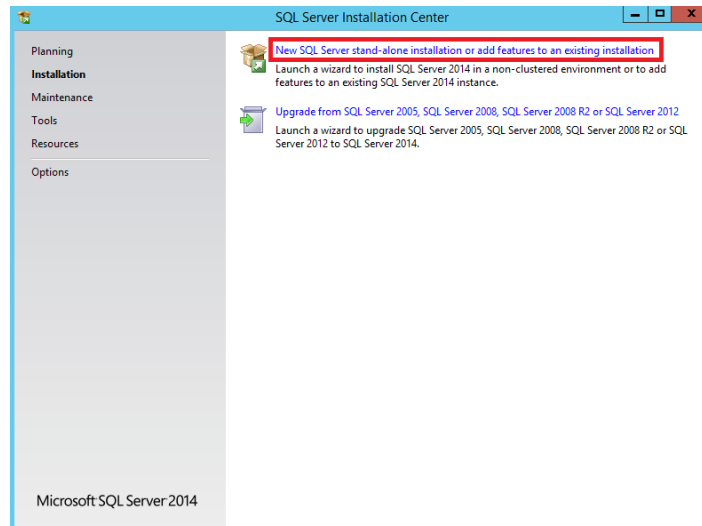 SQL Server Installation Center
Planning
Installation
Maintenance
Tools
Resources
Options
New SQL Server stand-alone installation or add features to an existing installation
Launch a wizard to install SQL Server 2014 in a non-clustered environment or to add
features to an existing SQL Server 2014 instance.
Upgrade from SQL Server 2005, SQL Server 2008, SQL Server 2008 R2 or SQL Server 2012
Launch a wizard to upgrade SQL Server 2005, SQL Server 2008, SQL Server 2008 R2 or SQL
Server 2012 to SQL Server 2014.
Microsoft SQL Server 2014